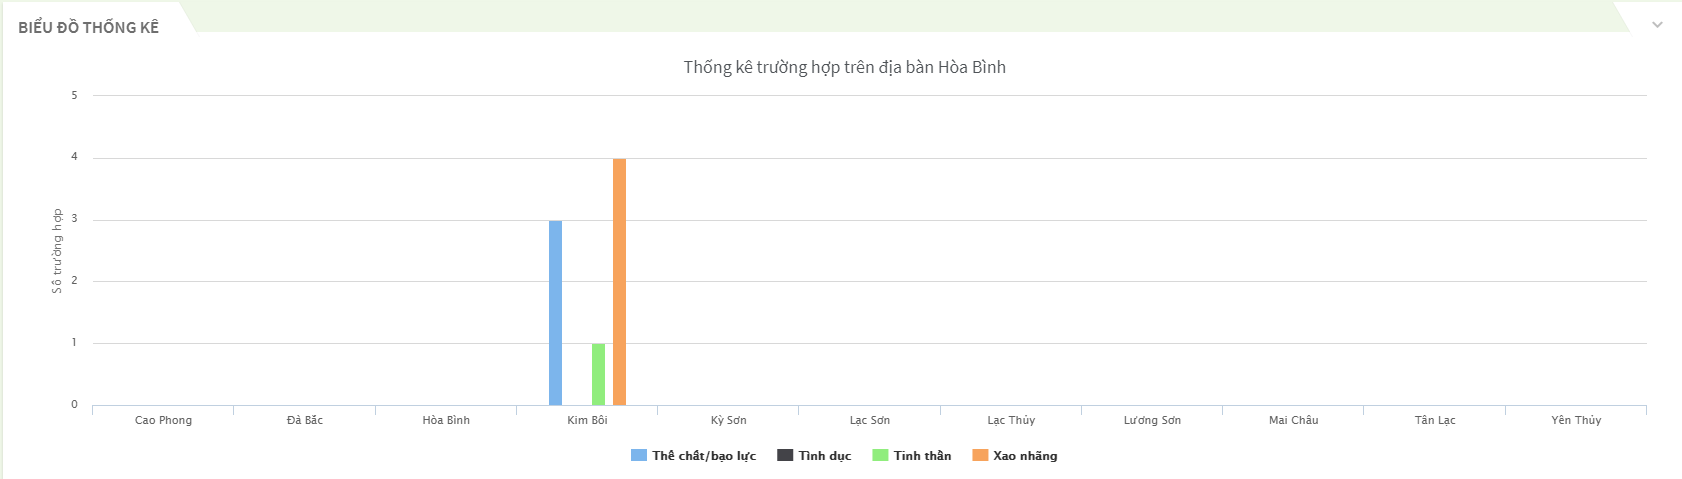 BIỂU ĐỒ THỐNG KÊ
Thống kê trường hợp trên địa bàn Hòa Bình
5
4
3
2
1
0
Số trường hợp
Cao Phong Đà Bắc Hòa Bình Kim Bôi Kỳ Sơn Lạc Sơn Lạc Thủy Lương Sơn Mai Châu Tân Lạc Yên Thủy
Thể chất/bạo lực Tình dục Tinh thần Xao nhãng